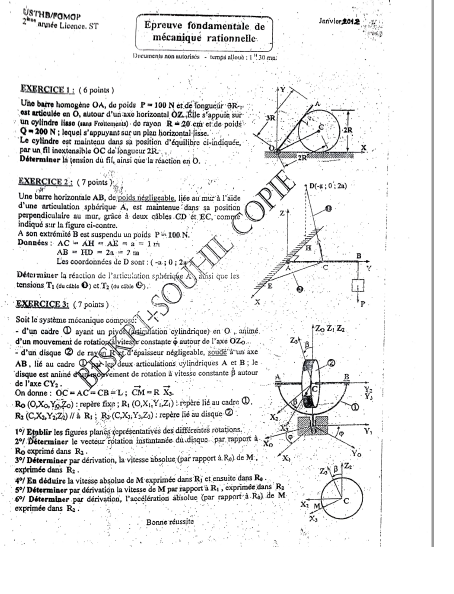 USTHB/FGMGP
2ème année Licence. ST
Epreuve fondamentale de
mécanique rationnelle
Janvier 2012
Documents non autorisés - temps alloué : 1 H 30 mn.
EXERCICE 1 : ( 6 points )
Une barre homogène OA, de poids P = 100 N et de longueur 3R
est articulée en O, autour d'un axe horizontal OZ. Elle s'appuie sur
un cylindre lisse (sans frottements) de rayon R = 20 cm et de poids
Q = 200 N ; lequel s'appuyant sur un plan horizontal lisse.
Le cylindre est maintenu dans sa position d'équilibre ci-indiquée,
par un fil inextensible OC de longueur 2R.
Déterminer la tension du fil, ainsi que la réaction en O.
EXERCICE 2 : ( 7 points )
Une barre horizontale AB, de poids négligeable, liée au mur à l'aide
d'une articulation sphérique A, est maintenue dans sa position
perpendiculaire au mur, grâce à deux câbles CD et EC, comme
indiqué sur la figure ci-contre.
A son extrémité B est suspendu un poids P = 100 N.
Données : AC = AH = AE = a = 1 m
AB = HD = 2a = 2 m
Les coordonnées de D sont : (-a ; 0 ; 2a)
Déterminer la réaction de l'articulation sphérique A, ainsi que les
tensions T1 (du câble 1) et T2 (du câble 2).
EXERCICE 3: ( 7 points )
Soit le système mécanique composé:
- d'un cadre 1 ayant un pivot (articulation cylindrique) en O , animé
d'un mouvement de rotation à vitesse constante autour de l'axe OZ0
- d'un disque 2 de rayon R et d'épaisseur négligeable, soudé à un axe
AB , lié au cadre 1 par les deux articulations cylindriques A et B ; le
disque est animé d'un mouvement de rotation à vitesse constante autour
de l'axe CY2 .
On donne : OC = AC = CB = L ; CM = R X3
R0 (O,X0,Y0,Z0) : repère fixe ; R1 (O,X1,Y1,Z1) : repère lié au cadre 1
R2 (C,X2,Y2,Z2) // à R1 ; R3 (C,X3,Y3,Z3) : repère lié au disque 2
1°/ Etablir les figures planes représentatives des différentes rotations.
2°/ Déterminer le vecteur rotation instantanée du disque par rapport à
R0 exprimé dans R2 .
3°/ Déterminer par dérivation, la vitesse absolue (par rapport à R0) de M ,
exprimée dans R2 .
4°/ En déduire la vitesse absolue de M exprimée dans R1 et ensuite dans R0 .
5°/ Déterminer par dérivation la vitesse de M par rapport à R1 , exprimée dans R2
6°/ Déterminer par dérivation, l'accélération absolue (par rapport à R0) de M
exprimée dans R2 .
Bonne réussite
BESKRI+SOUHIL COPIE
Y
A
3R
C
2R
O
2R
X
D(-a ; 0 ; 2a)
Z
H
A
C
B
Y
E
X
P
Z0 Z1 Z2
Z3
A
C
B
Y2
Y3
X2
X3
O
Y1
X0
X1
Y0
Z3
Z2
β
C
M
X2
X3